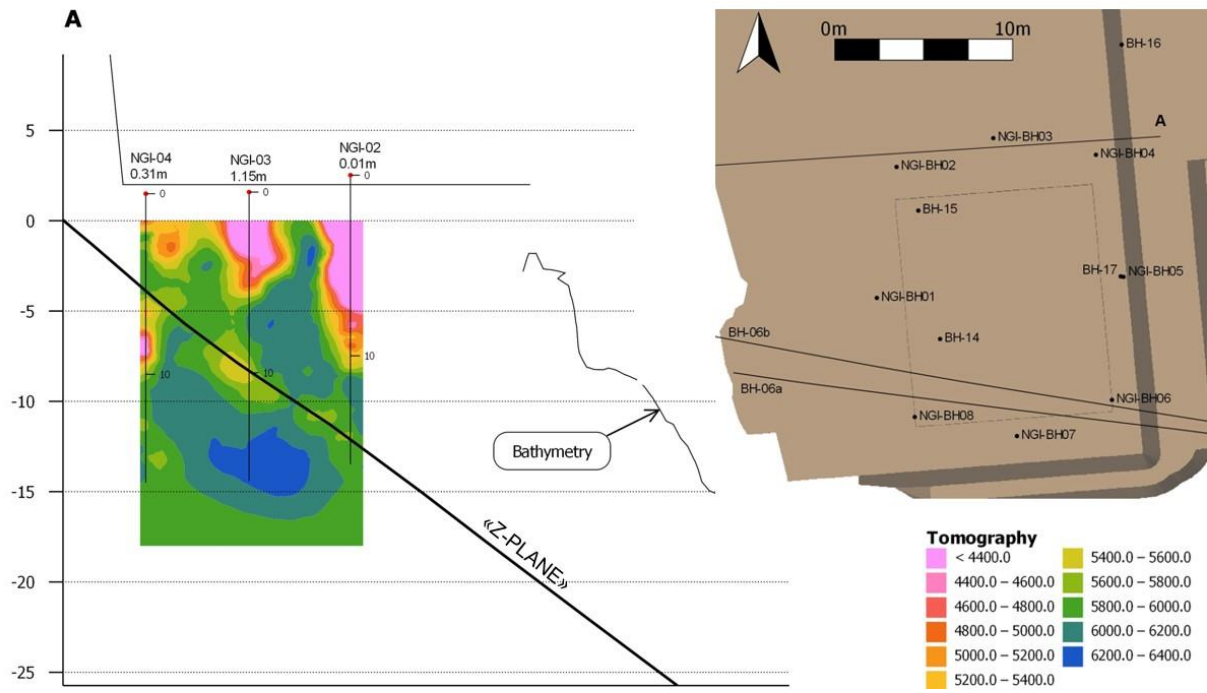 A
5
0
-5
-10
-15
-20
-25
NGI-04
0.31m
0
10
NGI-03
1.15m
0
10
NGI-02
0.01m
0
10
Bathymetry
«Z-PLANE»
0m
10m
BH-16
A
NGI-BH03
NGI-BH04
NGI-BH02
BH-15
BH-17
NGI-BH05
NGI-BH01
BH-06b
BH-14
BH-06a
NGI-BH06
NGI-BH08
NGI-BH07
Tomography
< 4400.0
4400.0 – 4600.0
4600.0 – 4800.0
4800.0 – 5000.0
5000.0 – 5200.0
5200.0 – 5400.0
5400.0 – 5600.0
5600.0 – 5800.0
5800.0 – 6000.0
6000.0 – 6200.0
6200.0 – 6400.0